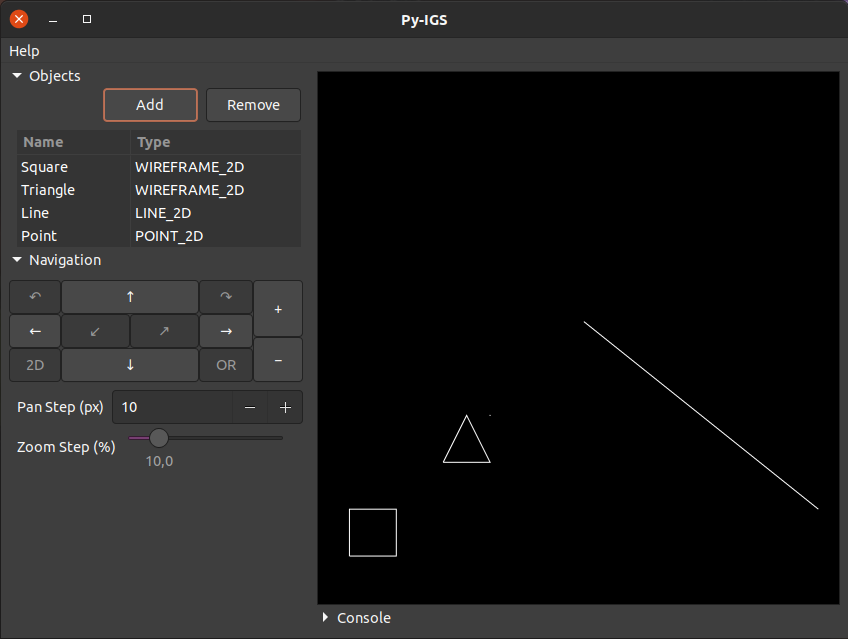 Py-IGS
Help
Objects
Add Remove
Name Type
Square WIREFRAME_2D
Triangle WIREFRAME_2D
Line LINE_2D
Point POINT_2D
Navigation
↶ ↑ ↷ +
← ↙ ↗ →
2D ↓ OR −
Pan Step (px) 10 − +
Zoom Step (%)
10,0
Console